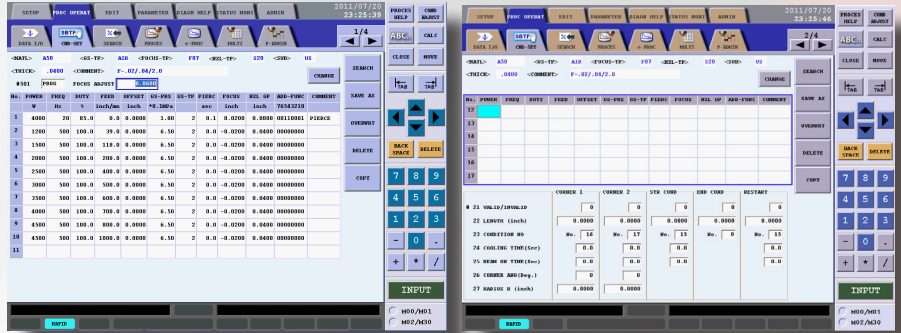 SETUP PROC OPERAT EDIT PARAMETER DIAGN HELP STATUS MONI ADMIN 2011/07/20 23:25:39
PROCES HELP COND ADJUST
DATA I/O CND-SET SEARCH PROCES e-PROC MULTI P-ADMIN 1/4
ABC... CALC
<MATL> A50 <GS-TP> AIR <FOCUS-TP> F07 <NZL-TP> S20 <SUB> US
<THICK> .0400 <COMMENT> F-.02/.04/2.0
CHANGE SEARCH CLOSE MOVE
#501 F800 FOCUS ADJUST 0.0600
TAB TAB
No. POWER FREQ DUTY FEED OFFSET GS-PRS GS-TP PIERC FOCUS NZL GP ADD-FUNC COMMENT
W Hz % inch/mm inch *0.1MPa sec inch inch 76543210
1 4000 20 85.0 0.0 0.0000 1.00 2 0.1 0.0200 0.0400 00110001 PIERCE
2 1200 500 100.0 39.0 0.0000 6.50 2 0.0 -0.0200 0.0400 00000000
3 1500 500 100.0 118.0 0.0000 6.50 2 0.0 -0.0200 0.0400 00000000
4 2000 500 100.0 200.0 0.0000 6.50 2 0.0 -0.0200 0.0400 00000000
5 2500 500 100.0 400.0 0.0000 6.50 2 0.0 -0.0200 0.0400 00000000
6 3000 500 100.0 500.0 0.0000 6.50 2 0.0 -0.0200 0.0400 00000000
7 3500 500 100.0 600.0 0.0000 6.50 2 0.0 -0.0200 0.0400 00000000
8 4000 500 100.0 700.0 0.0000 6.50 2 0.0 -0.0200 0.0400 00000000
9 4500 500 100.0 800.0 0.0000 6.50 2 0.0 -0.0200 0.0400 00000000
10 4500 500 100.0 1000.0 0.0000 6.50 2 0.0 -0.0200 0.0400 00000000
11
SAVE AS
OVERWRT
DELETE
COPY
BACK SPACE DELETE
7 8 9
4 5 6
1 2 3
- 0 .
+ * /
INPUT
M00/M01
RAPID M02/M30
SETUP PROC OPERAT EDIT PARAMETER DIAGN HELP STATUS MONI ADMIN 2011/07/20 23:25:46
PROCES HELP COND ADJUST
DATA I/O CND-SET SEARCH PROCES e-PROC MULTI P-ADMIN 2/4
ABC... CALC
<MATL> A50 <GS-TP> AIR <FOCUS-TP> F07 <NZL-TP> S20 <SUB> US
<THICK> .0400 <COMMENT> F-.02/.04/2.0
CHANGE SEARCH CLOSE MOVE
TAB TAB
No. POWER FREQ DUTY FEED OFFSET GS-PRS GS-TP PIERC FOCUS NZL GP ADD-FUNC COMMENT
12
13
14
15
16
17
SAVE AS
OVERWRT
DELETE
COPY
BACK SPACE DELETE
CORNER 1 CORNER 2 STR COND END COND RESTART
# 21 VALID/INVALID 0 0 0 0 0
22 LENGTH (inch) 0.0000 0.0000 0.0000 0.0000 0.0000
23 CONDITION NO No. 16 No. 17 No. 15 No. 0 No. 15
24 COOLING TIME(Sec) 0.0 0.0 0.0 0.0
25 BEAM ON TIME(Sec) 0.0 0.0 0.0 0.0
26 CORNER ANG(Deg.) 0 0
27 RADIUS R (inch) 0.0000 0.0000
7 8 9
4 5 6
1 2 3
- 0 .
+ * /
INPUT
M00/M01
RAPID M02/M30